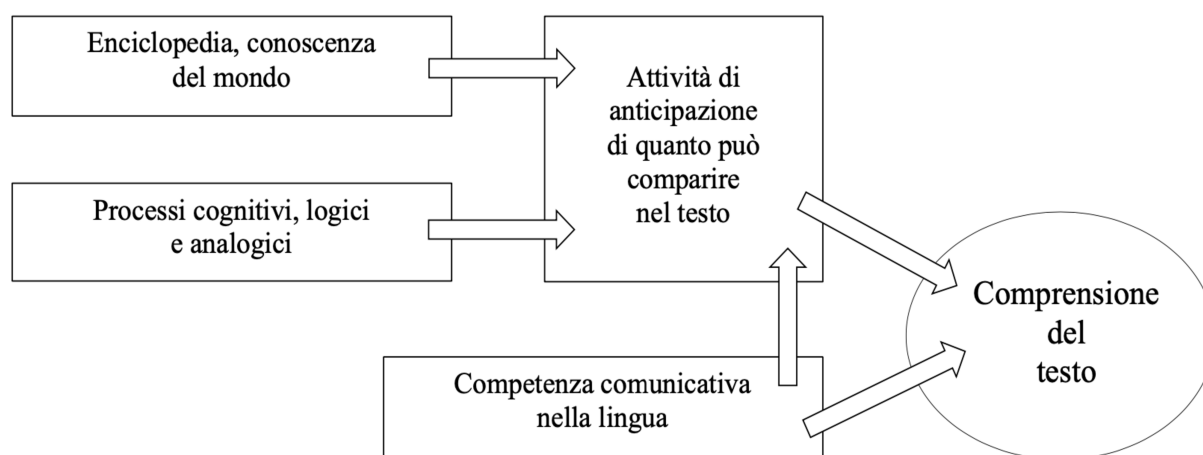 Enciclopedia, conoscenza
del mondo
Processi cognitivi, logici
e analogici
Attività di
anticipazione
di quanto può
comparire
nel testo
Competenza comunicativa
nella lingua
Comprensione
del
testo